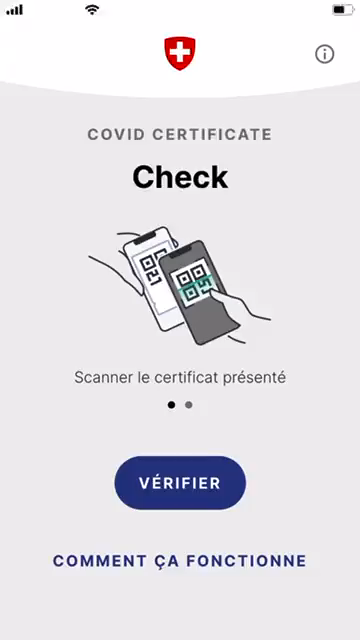 COVID CERTIFICATE
Check
Scanner le certificat présenté
VÉRIFIER
COMMENT ÇA FONCTIONNE